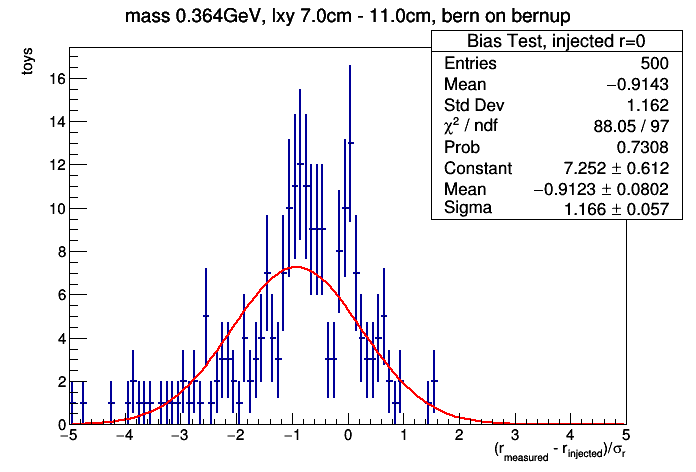 mass 0.364GeV, lxy 7.0cm - 11.0cm, bern on bernup
Bias Test, injected r=0
Entries 500
Mean −0.9143
Std Dev 1.162
χ² / ndf 88.05 / 97
Prob 0.7308
Constant 7.252 ± 0.612
Mean −0.9123 ± 0.0802
Sigma 1.166 ± 0.057
toys
16
14
12
10
8
6
4
2
0
−5 −4 −3 −2 −1 0 1 2 3 4 5
(r_measured - r_injected)/σ_r